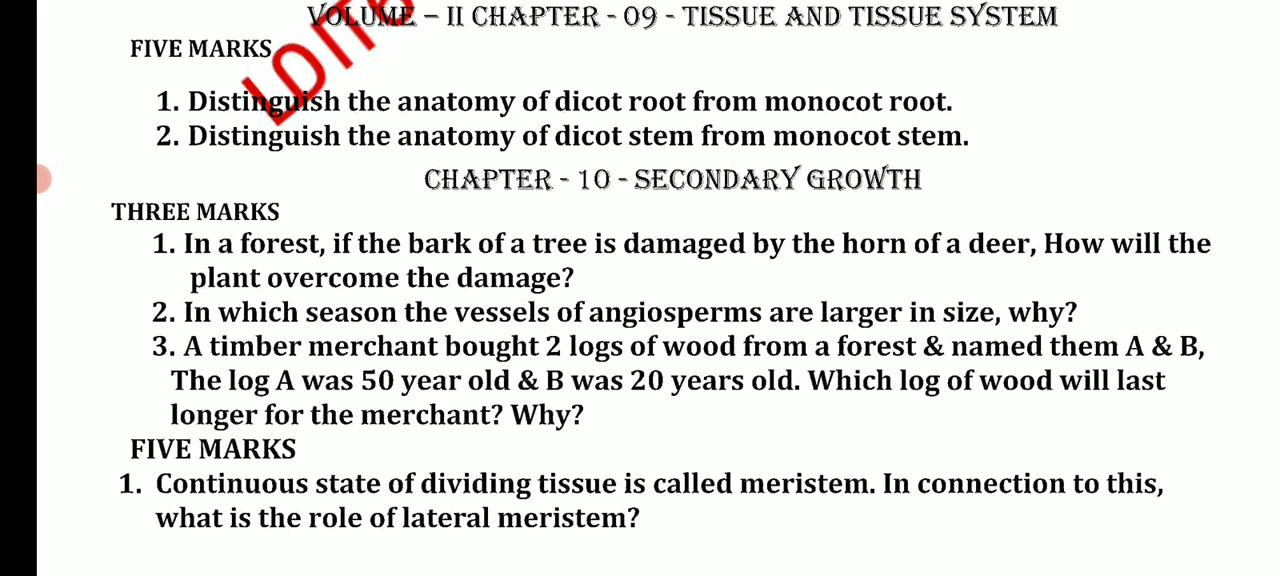 VOLUME – II CHAPTER - 09 - TISSUE AND TISSUE SYSTEM
FIVE MARKS
1. Distinguish the anatomy of dicot root from monocot root.
2. Distinguish the anatomy of dicot stem from monocot stem.
CHAPTER - 10 - SECONDARY GROWTH
THREE MARKS
1. In a forest, if the bark of a tree is damaged by the horn of a deer, How will the
plant overcome the damage?
2. In which season the vessels of angiosperms are larger in size, why?
3. A timber merchant bought 2 logs of wood from a forest & named them A & B,
The log A was 50 year old & B was 20 years old. Which log of wood will last
longer for the merchant? Why?
FIVE MARKS
1. Continuous state of dividing tissue is called meristem. In connection to this,
what is the role of lateral meristem?